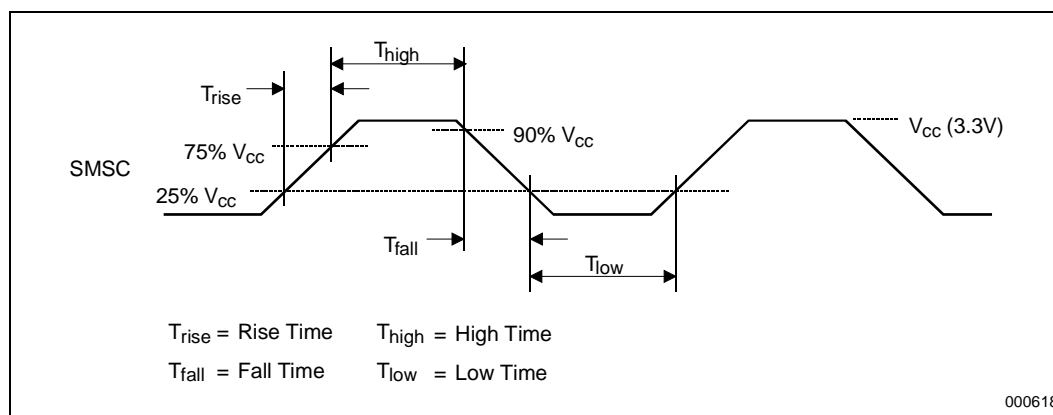 Thigh
Trise
90% Vcc
Vcc (3.3V)
75% Vcc
SMSC
25% Vcc
Tfall
Tlow
Trise = Rise Time Thigh = High Time
Tfall = Fall Time Tlow = Low Time
000618